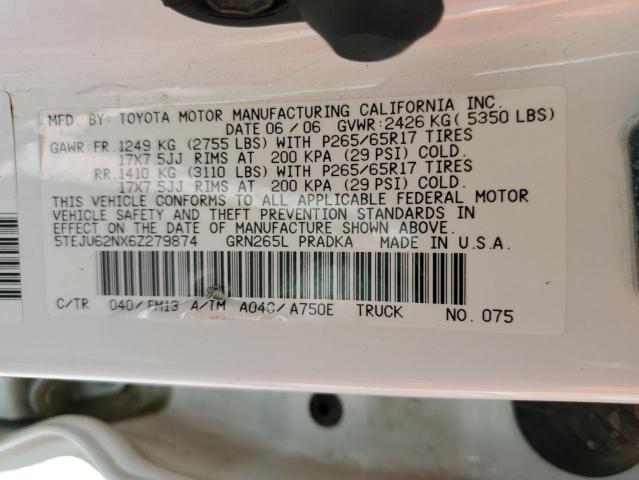 MFD. BY: TOYOTA MOTOR MANUFACTURING CALIFORNIA INC.
DATE 06/06 GVWR:2426 KG( 5350 LBS)
GAWR:FR.1249 KG (2755 LBS) WITH P265/65R17 TIRES
17X7.5JJ RIMS AT 200 KPA (29 PSI) COLD.
RR.1410 KG (3110 LBS) WITH P265/65R17 TIRES
17X7.5JJ RIMS AT 200 KPA (29 PSI) COLD.
THIS VEHICLE CONFORMS TO ALL APPLICABLE FEDERAL MOTOR
VEHICLE SAFETY AND THEFT PREVENTION STANDARDS IN
EFFECT ON THE DATE OF MANUFACTURE SHOWN ABOVE.
5TEJU62NX6Z279874 GRN265L PRADKA MADE IN U.S.A.
C/TR 040/FM13 A/TM A04C/A750E TRUCK NO. 075